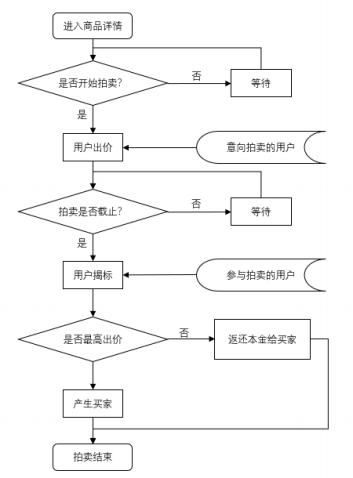 进入商品详情
是否开始拍卖?
否
等待
是
用户出价
意向拍卖的用户
拍卖是否截止?
否
等待
是
用户揭标
参与拍卖的用户
是否最高出价
否
返还本金给买家
产生买家
拍卖结束